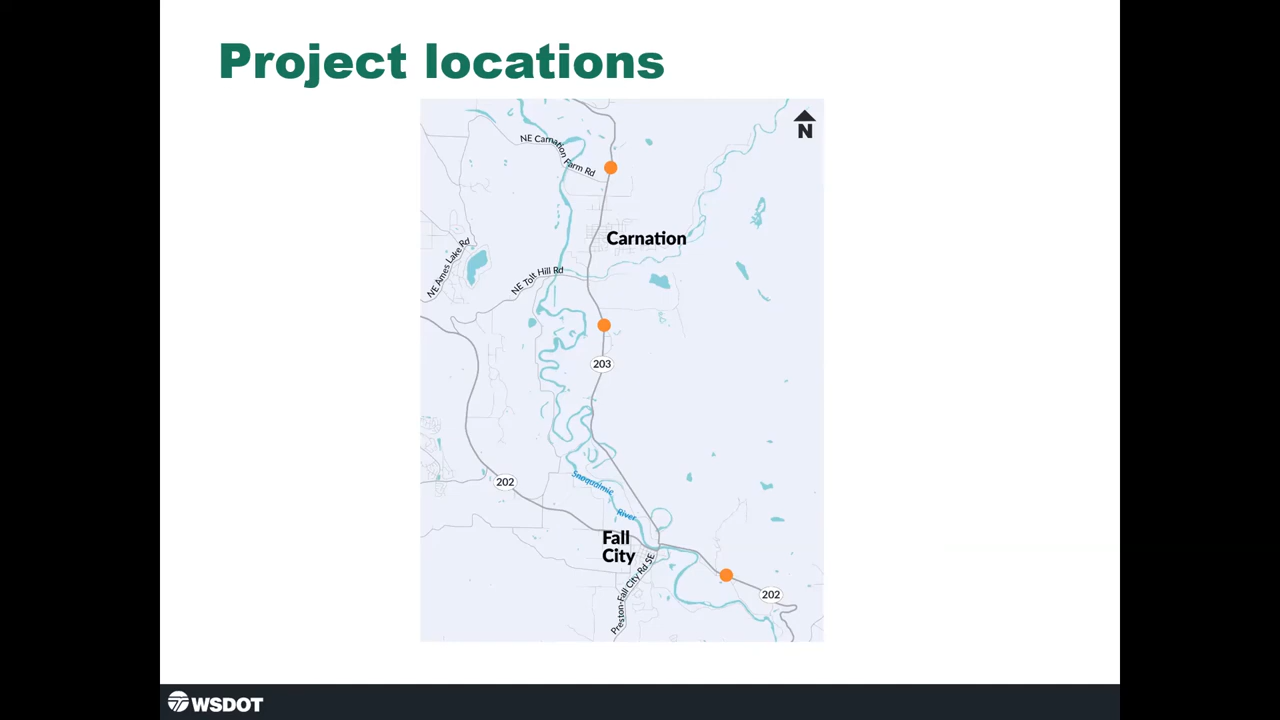 Project locations
N
NE Carnation Farm Rd
Carnation
NE Ames Lake Rd
NE Tolt Hill Rd
203
202
Snoqualmie
River
Fall
City
Preston-Fall City Rd SE
202
WSDOT